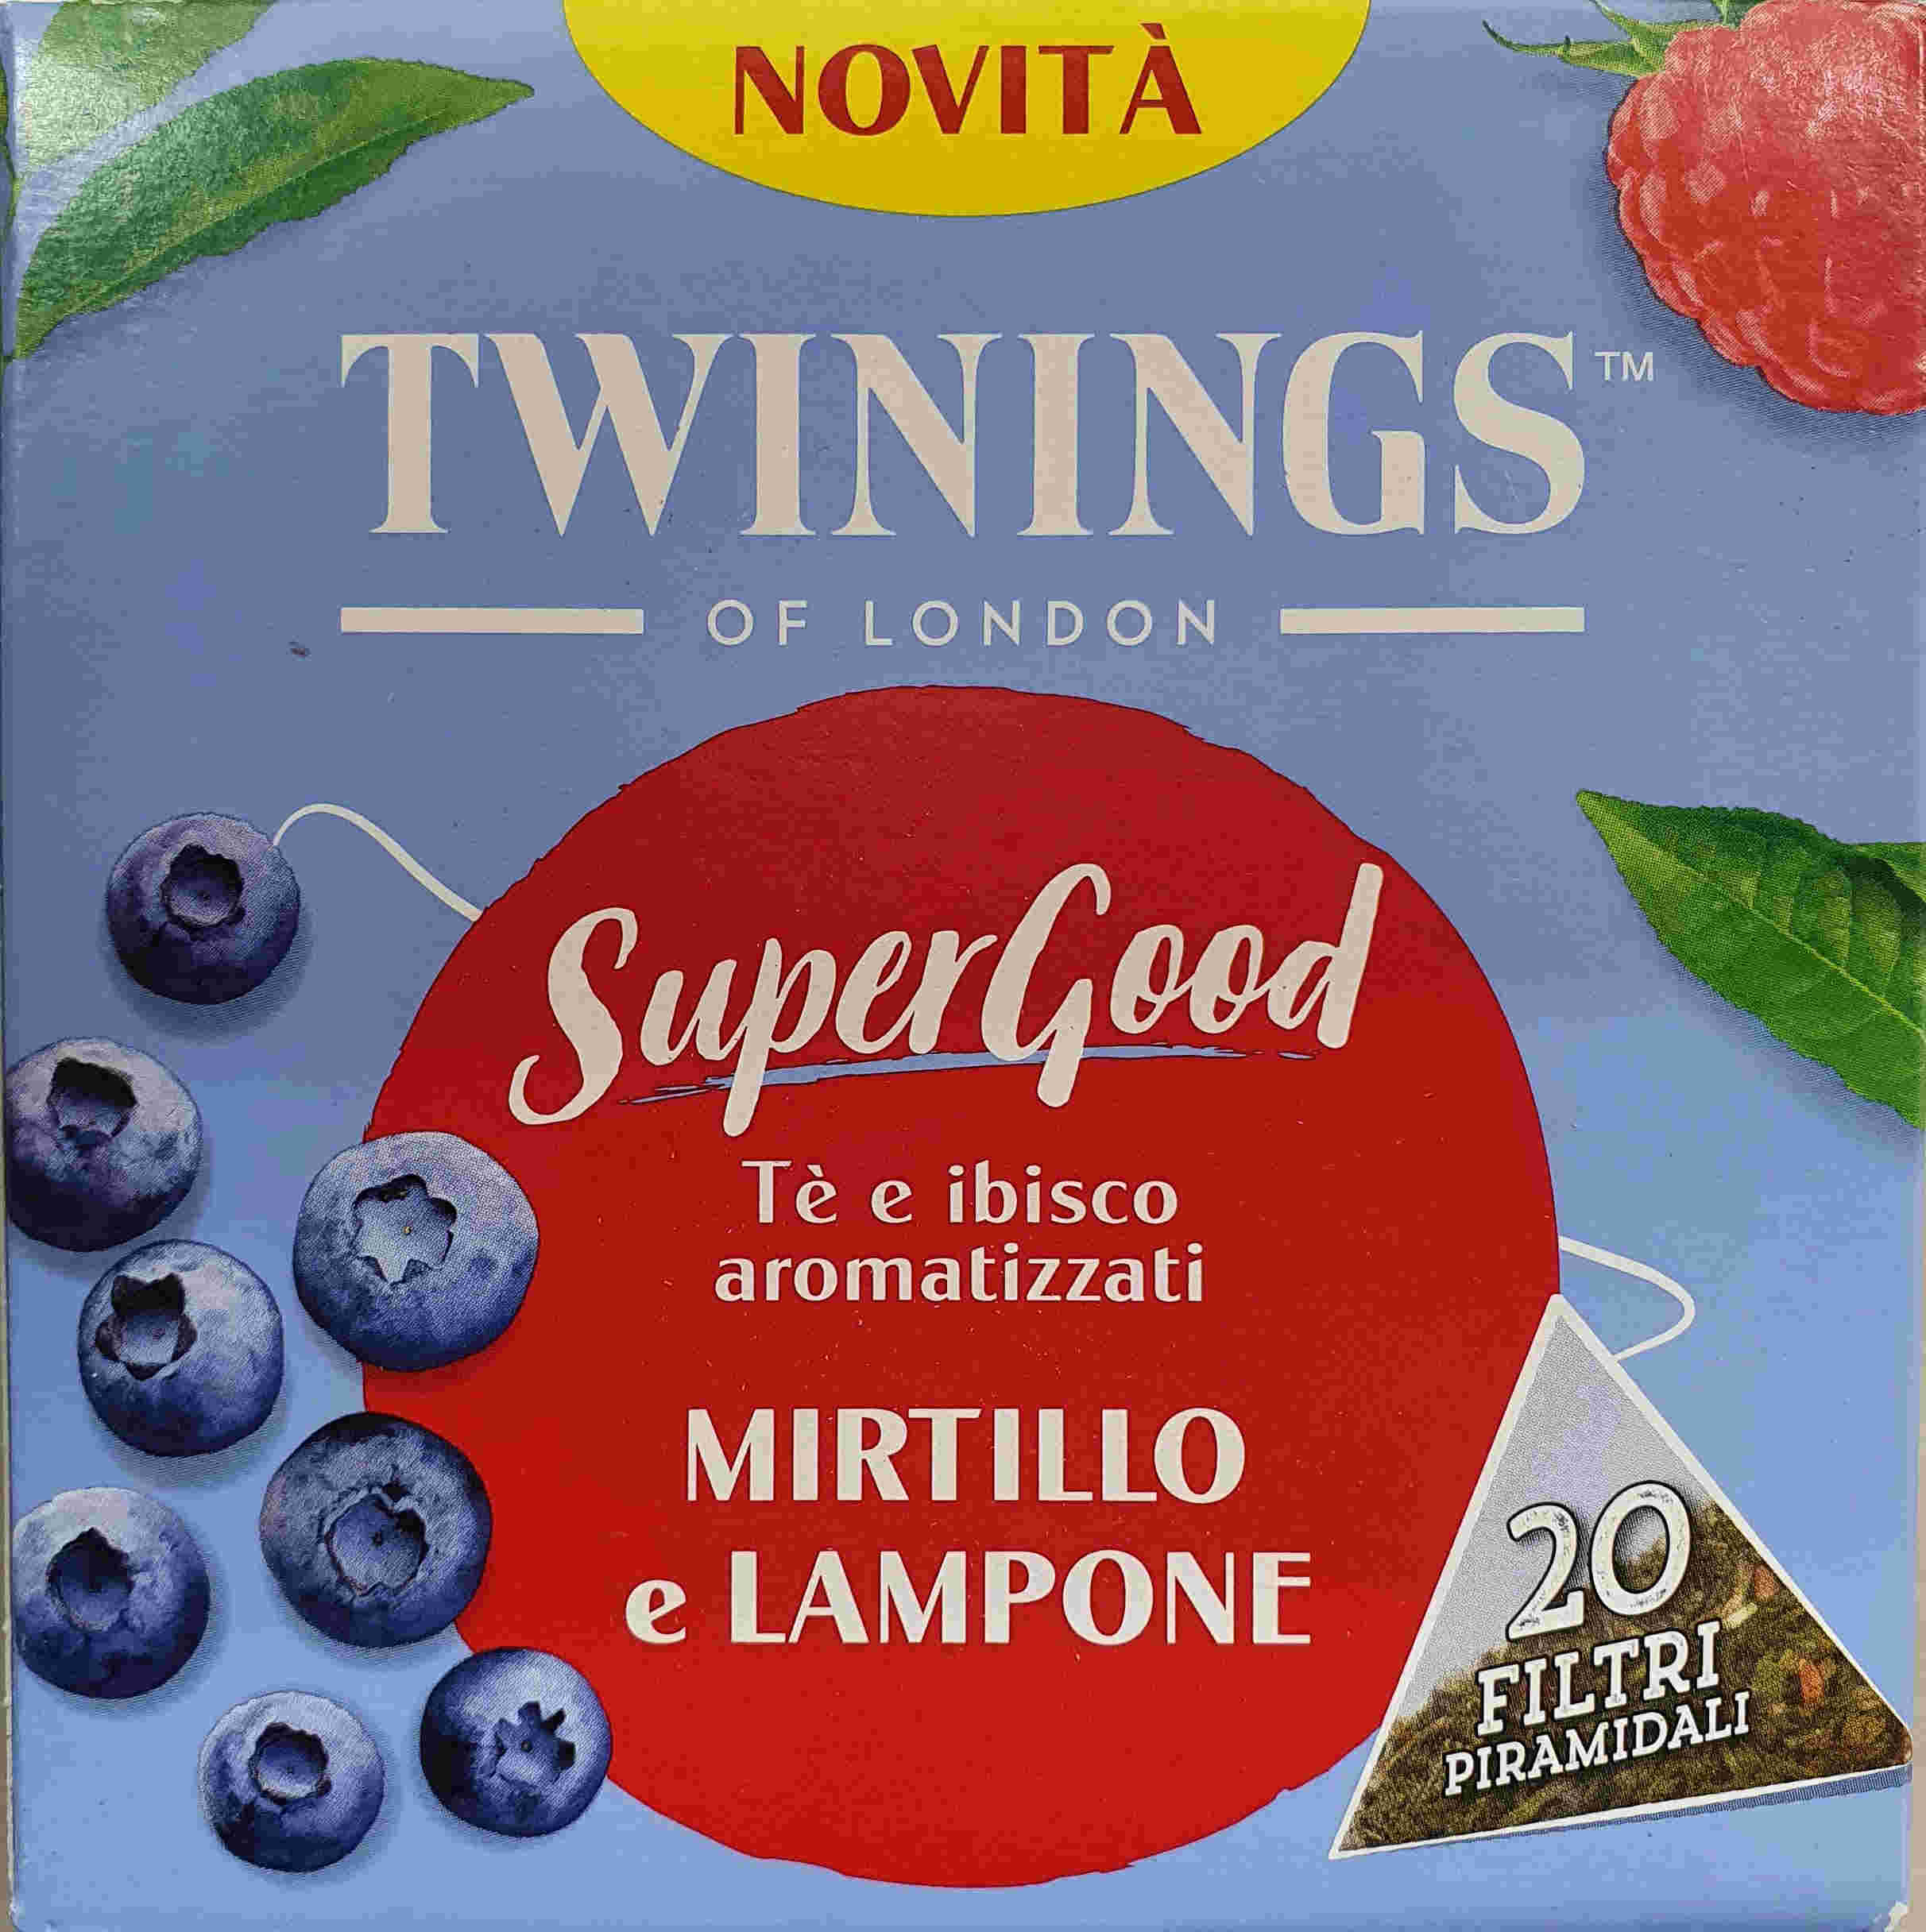 NOVITÀ
TWININGS™
OF LONDON
SuperGood
Tè e ibisco
aromatizzati
MIRTILLO
e LAMPONE
20
FILTRI
PIRAMIDALI